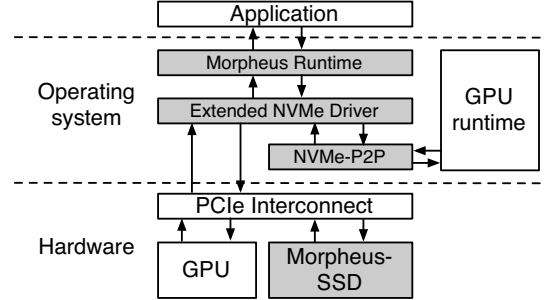 Application
Morpheus Runtime
Operating
system
Extended NVMe Driver
GPU
runtime
NVMe-P2P
PCIe Interconnect
Hardware
GPU
Morpheus-
SSD